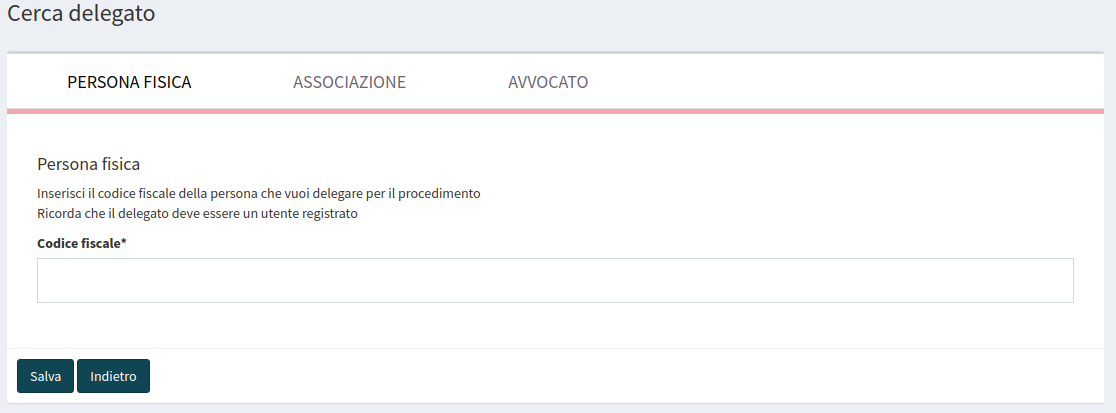 Cerca delegato
PERSONA FISICA ASSOCIAZIONE AVVOCATO
Persona fisica
Inserisci il codice fiscale della persona che vuoi delegare per il procedimento
Ricorda che il delegato deve essere un utente registrato
Codice fiscale*
Salva Indietro